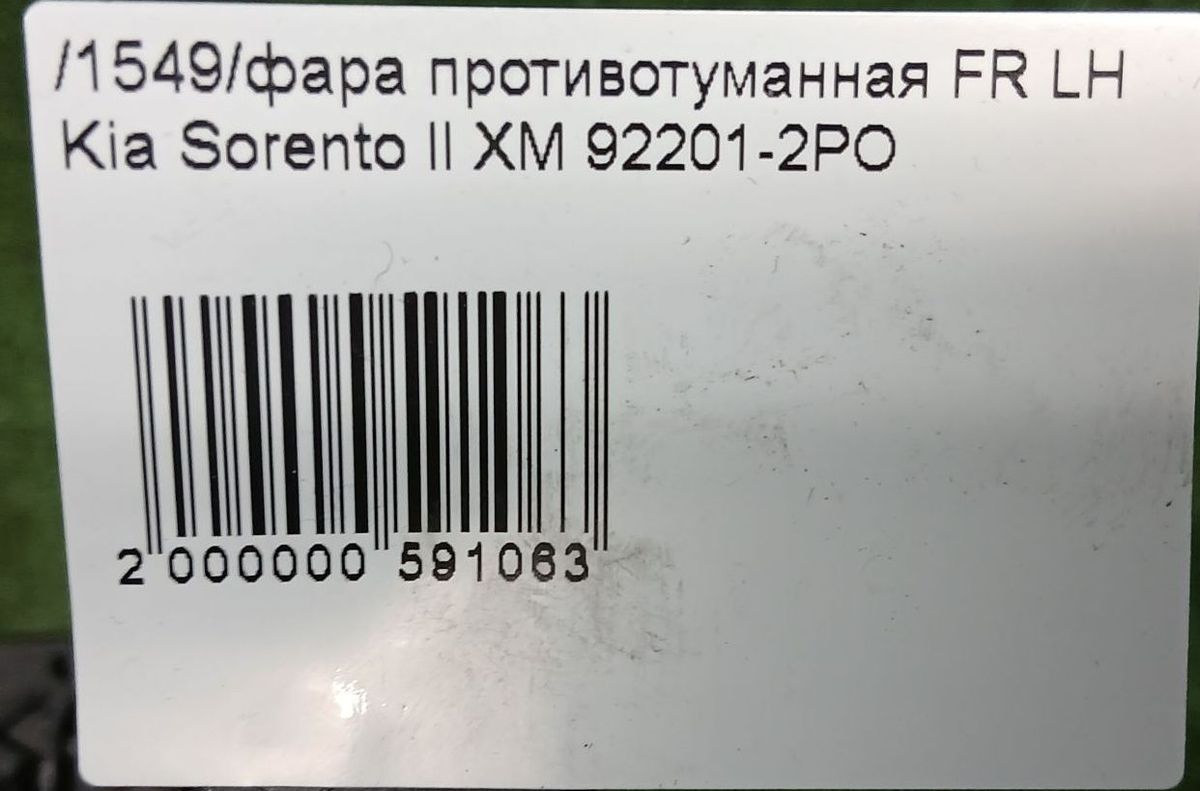 /1549/фара противотуманная FR LH
Kia Sorento II XM 92201-2PO
2 000000 591063